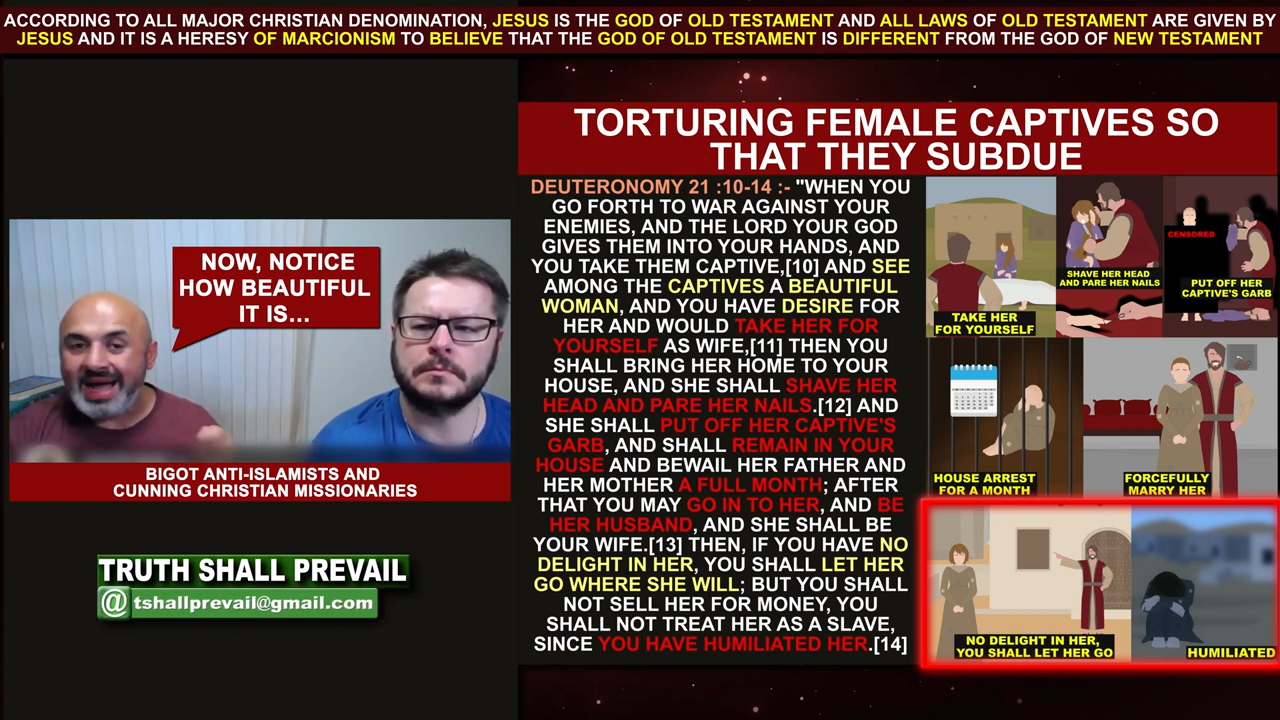 ACCORDING TO ALL MAJOR CHRISTIAN DENOMINATION, JESUS IS THE GOD OF OLD TESTAMENT AND ALL LAWS OF OLD TESTAMENT ARE GIVEN BY
JESUS AND IT IS A HERESY OF MARCIONISM TO BELIEVE THAT THE GOD OF OLD TESTAMENT IS DIFFERENT FROM THE GOD OF NEW TESTAMENT
NOW, NOTICE
HOW BEAUTIFUL
IT IS...
BIGOT ANTI-ISLAMISTS AND
CUNNING CHRISTIAN MISSIONARIES
TRUTH SHALL PREVAIL
@ tshallprevail@gmail.com
TORTURING FEMALE CAPTIVES SO
THAT THEY SUBDUE
DEUTERONOMY 21 :10-14 :- "WHEN YOU
GO FORTH TO WAR AGAINST YOUR
ENEMIES, AND THE LORD YOUR GOD
GIVES THEM INTO YOUR HANDS, AND
YOU TAKE THEM CAPTIVE,[10] AND SEE
AMONG THE CAPTIVES A BEAUTIFUL
WOMAN, AND YOU HAVE DESIRE FOR
HER AND WOULD TAKE HER FOR
YOURSELF AS WIFE,[11] THEN YOU
SHALL BRING HER HOME TO YOUR
HOUSE, AND SHE SHALL SHAVE HER
HEAD AND PARE HER NAILS.[12] AND
SHE SHALL PUT OFF HER CAPTIVE'S
GARB, AND SHALL REMAIN IN YOUR
HOUSE AND BEWAIL HER FATHER AND
HER MOTHER A FULL MONTH; AFTER
THAT YOU MAY GO IN TO HER, AND BE
HER HUSBAND, AND SHE SHALL BE
YOUR WIFE.[13] THEN, IF YOU HAVE NO
DELIGHT IN HER, YOU SHALL LET HER
GO WHERE SHE WILL; BUT YOU SHALL
NOT SELL HER FOR MONEY, YOU
SHALL NOT TREAT HER AS A SLAVE,
SINCE YOU HAVE HUMILIATED HER.[14]
TAKE HER
FOR YOURSELF
SHAVE HER HEAD
AND PARE HER NAILS
CENSORED
PUT OFF HER
CAPTIVE'S GARB
HOUSE ARREST
FOR A MONTH
FORCEFULLY
MARRY HER
NO DELIGHT IN HER,
YOU SHALL LET HER GO
HUMILIATED